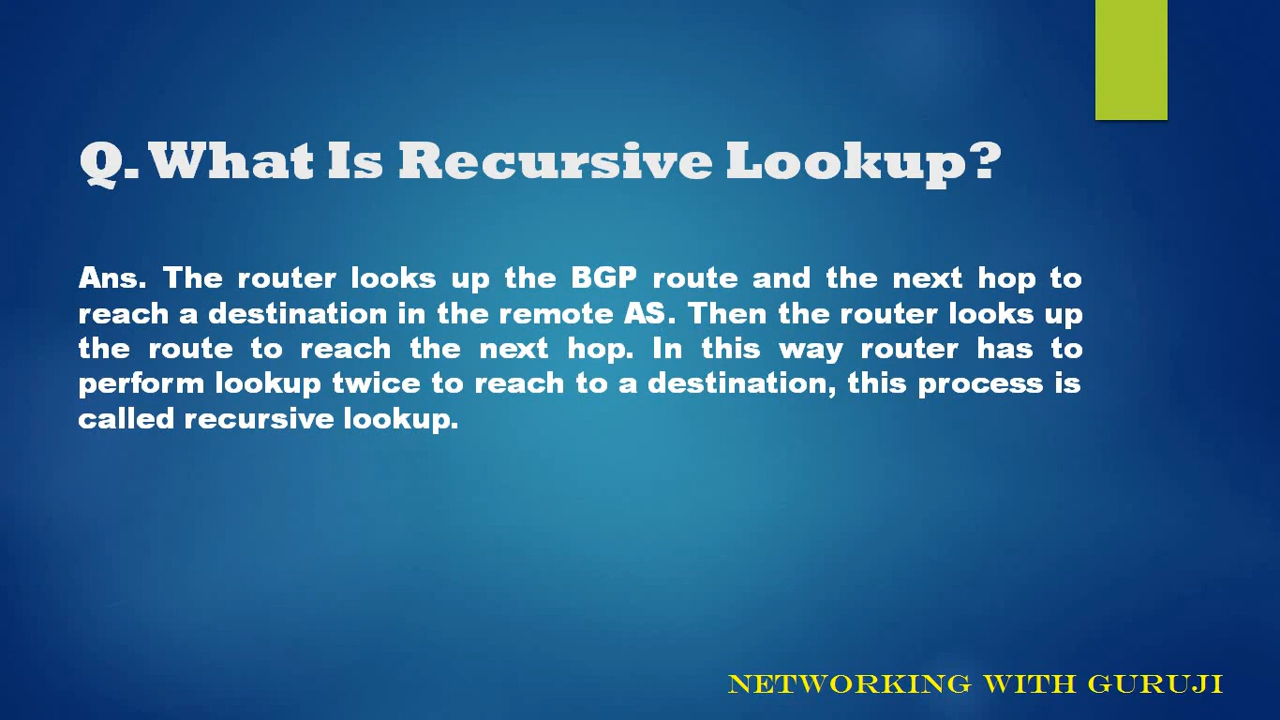 Q. What Is Recursive Lookup?
Ans. The router looks up the BGP route and the next hop to
reach a destination in the remote AS. Then the router looks up
the route to reach the next hop. In this way router has to
perform lookup twice to reach to a destination, this process is
called recursive lookup.
NETWORKING WITH GURUJI